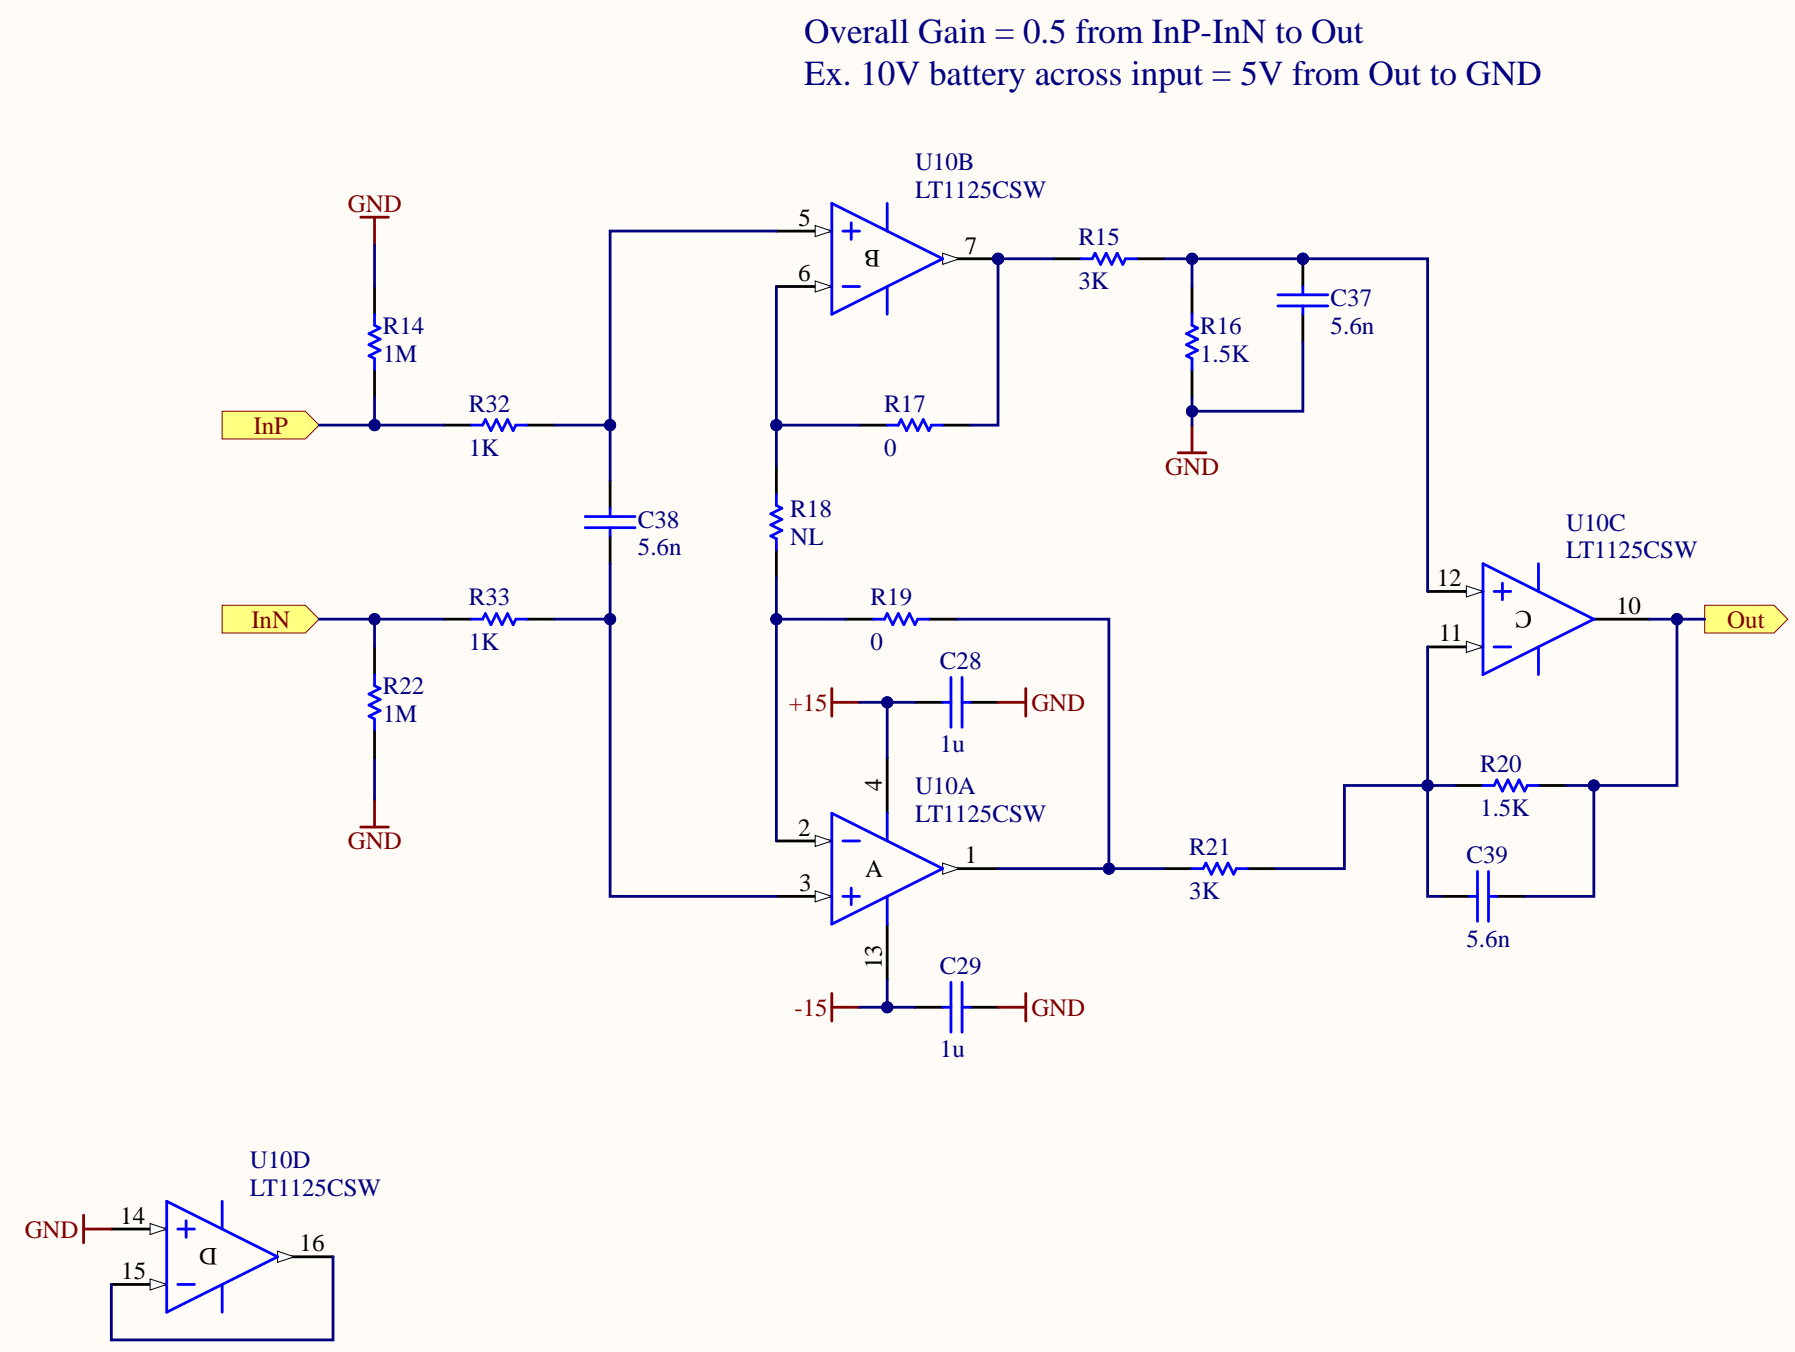 Overall Gain = 0.5 from InP-InN to Out
Ex. 10V battery across input = 5V from Out to GND
U10B
LT1125CSW
GND
5
+
B
7
6
−
R15
3K
C37
5.6n
R14
1M
R16
1.5K
InP
R32
1K
R17
0
GND
C38
5.6n
R18
NL
U10C
LT1125CSW
12
+
C
10
11
−
Out
InN
R33
1K
R19
0
R22
1M
C28
+15
GND
1u
4
U10A
LT1125CSW
R20
1.5K
GND
2
−
A
1
3
+
R21
3K
C39
5.6n
13
C29
-15
GND
1u
U10D
LT1125CSW
GND
14
+
D
16
15
−